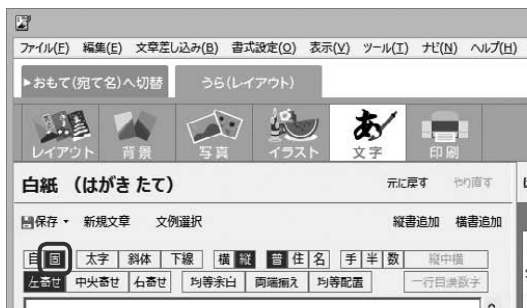 ファイル(F) 編集(E) 文章差し込み(B) 書式設定(O) 表示(V) ツール(T) ナビ(N) ヘルプ(H)
▸おもて(宛て名)へ切替 うら(レイアウト)
レイアウト 背景 写真 イラスト 文字 印刷
白紙 (はがき たて) 元に戻す やり直す
保存 新規文章 文例選択 縦書追加 横書追加
自 固 太字 斜体 下線 横 縦 普 住 名 手 半 数 縦中横
左寄せ 中央寄せ 右寄せ 均等余白 両端揃え 均等配置 一行目漢数字